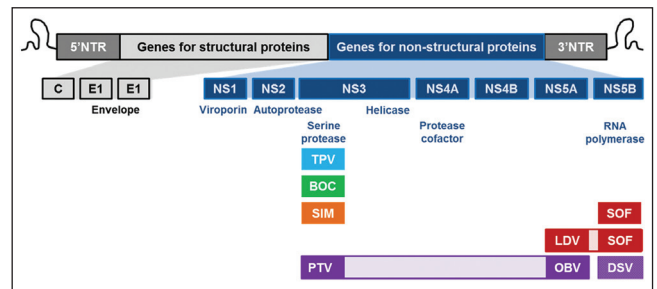 5'NTR Genes for structural proteins Genes for non-structural proteins 3'NTR
C E1 E1 NS1 NS2 NS3 NS4A NS4B NS5A NS5B
Envelope Viroporin Autoprotease Helicase
Serine protease Protease cofactor RNA polymerase
TPV
BOC
SIM SOF
LDV SOF
PTV OBV DSV